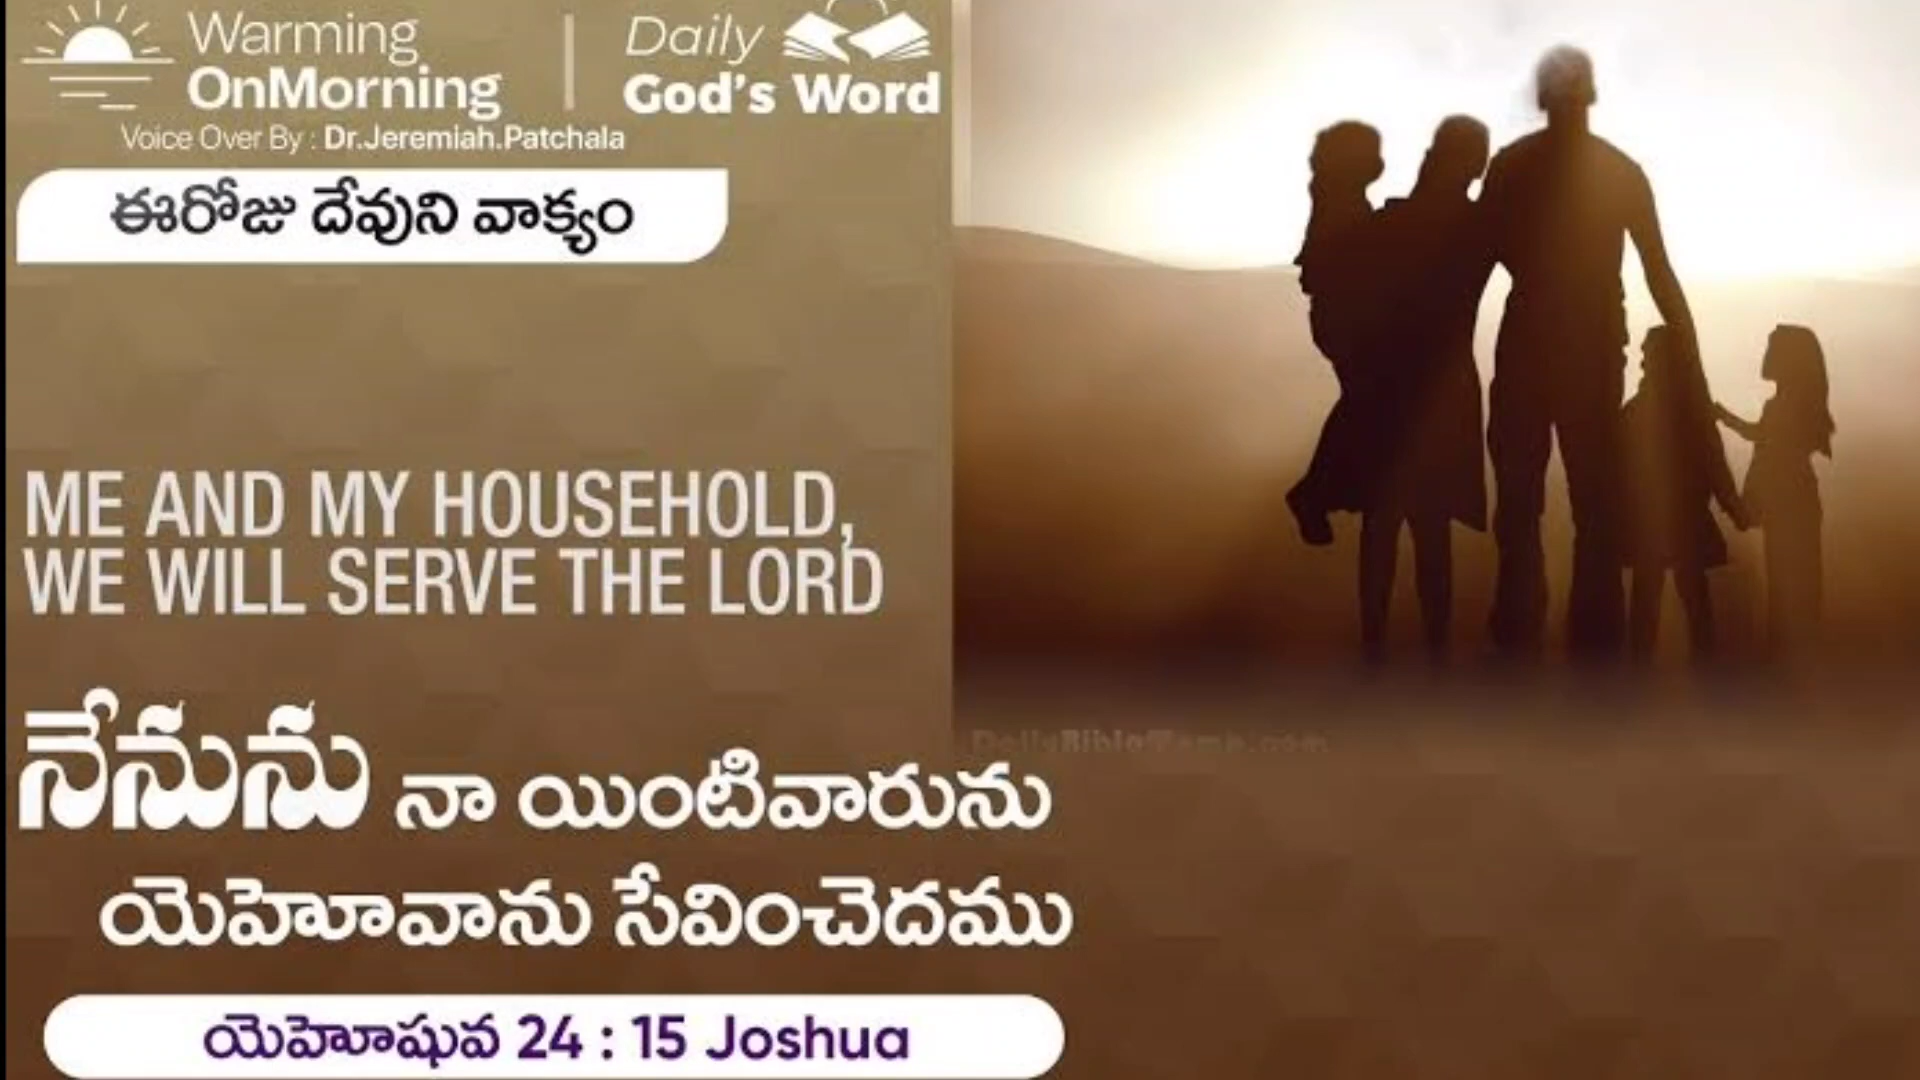 Warming
OnMorning
Daily
God's Word
Voice Over By : Dr.Jeremiah.Patchala
ఈరోజు దేవుని వాక్యం
ME AND MY HOUSEHOLD,
WE WILL SERVE THE LORD
నేనును నా యింటివారును
యెహెూవాను సేవించెదము
యెహెూషువ 24 : 15 Joshua